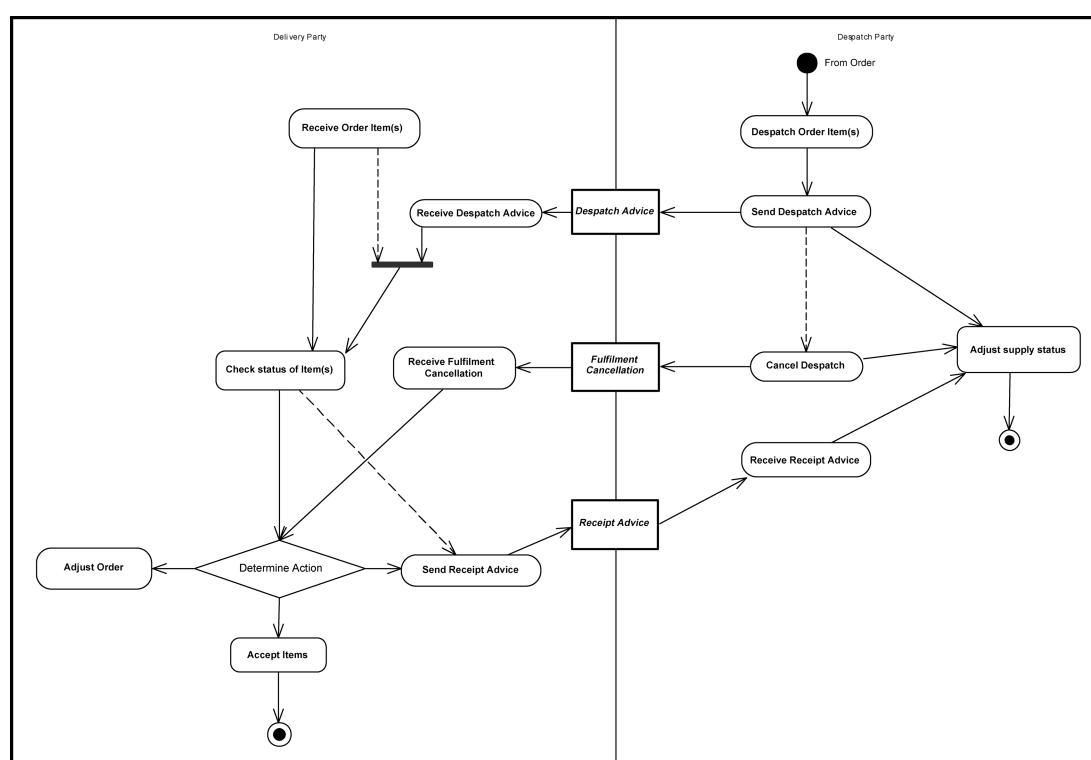 Delivery Party
Despatch Party
From Order
Receive Order Item(s)
Despatch Order Item(s)
Receive Despatch Advice
Despatch Advice
Send Despatch Advice
Check status of Item(s)
Receive Fulfilment
Cancellation
Fulfilment
Cancellation
Cancel Despatch
Adjust supply status
Receive Receipt Advice
Receipt Advice
Adjust Order
Determine Action
Send Receipt Advice
Accept Items